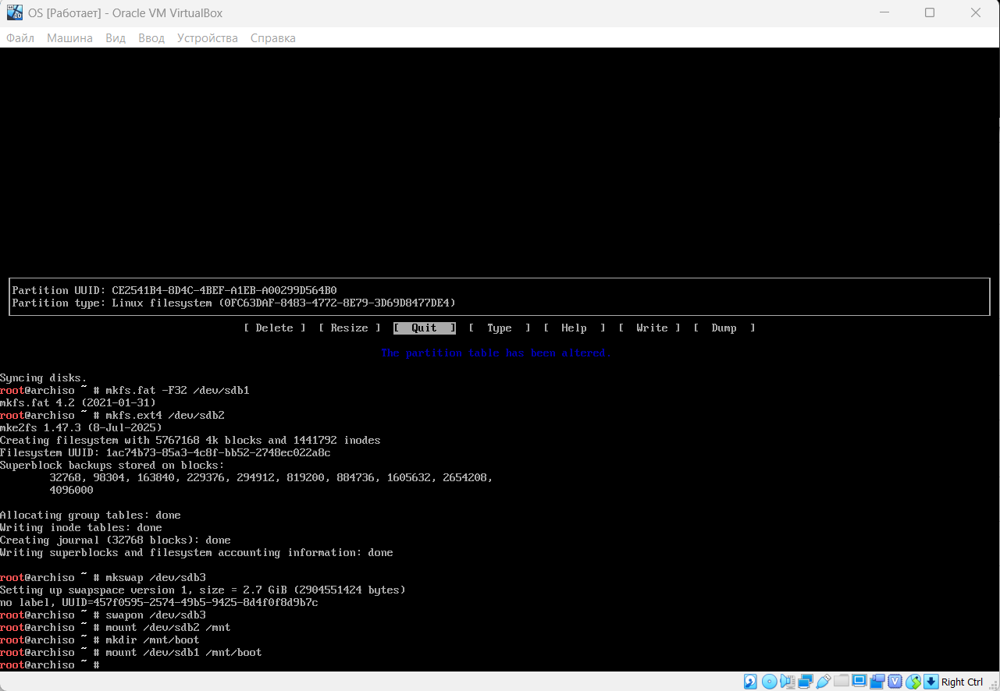 OS [Работает] - Oracle VM VirtualBox
Файл Машина Вид Ввод Устройства Справка
Partition UUID: CE2541B4-8D4C-4BEF-A1EB-A00299D564B0
Partition type: Linux filesystem (0FC63DAF-8483-4772-8E79-3D69D8477DE4)
[ Delete ] [ Resize ] [ Quit ] [ Type ] [ Help ] [ Write ] [ Dump ]
The partition table has been altered.
Syncing disks.
root@archiso ~ # mkfs.fat -F32 /dev/sdb1
mkfs.fat 4.2 (2021-01-31)
root@archiso ~ # mkfs.ext4 /dev/sdb2
mke2fs 1.47.3 (8-Jul-2025)
Creating filesystem with 5767168 4k blocks and 1441792 inodes
Filesystem UUID: 1ac74b73-85a3-4c8f-bb52-2748ec022a8c
Superblock backups stored on blocks:
32768, 98304, 163840, 229376, 294912, 819200, 884736, 1605632, 2654208,
4096000
Allocating group tables: done
Writing inode tables: done
Creating journal (32768 blocks): done
Writing superblocks and filesystem accounting information: done
root@archiso ~ # mkswap /dev/sdb3
Setting up swapspace version 1, size = 2.7 GiB (2904551424 bytes)
no label, UUID=457f0595-2574-49b5-9425-8d4f0f8d9b7c
root@archiso ~ # swapon /dev/sdb3
root@archiso ~ # mount /dev/sdb2 /mnt
root@archiso ~ # mkdir /mnt/boot
root@archiso ~ # mount /dev/sdb1 /mnt/boot
root@archiso ~ #
Right Ctrl